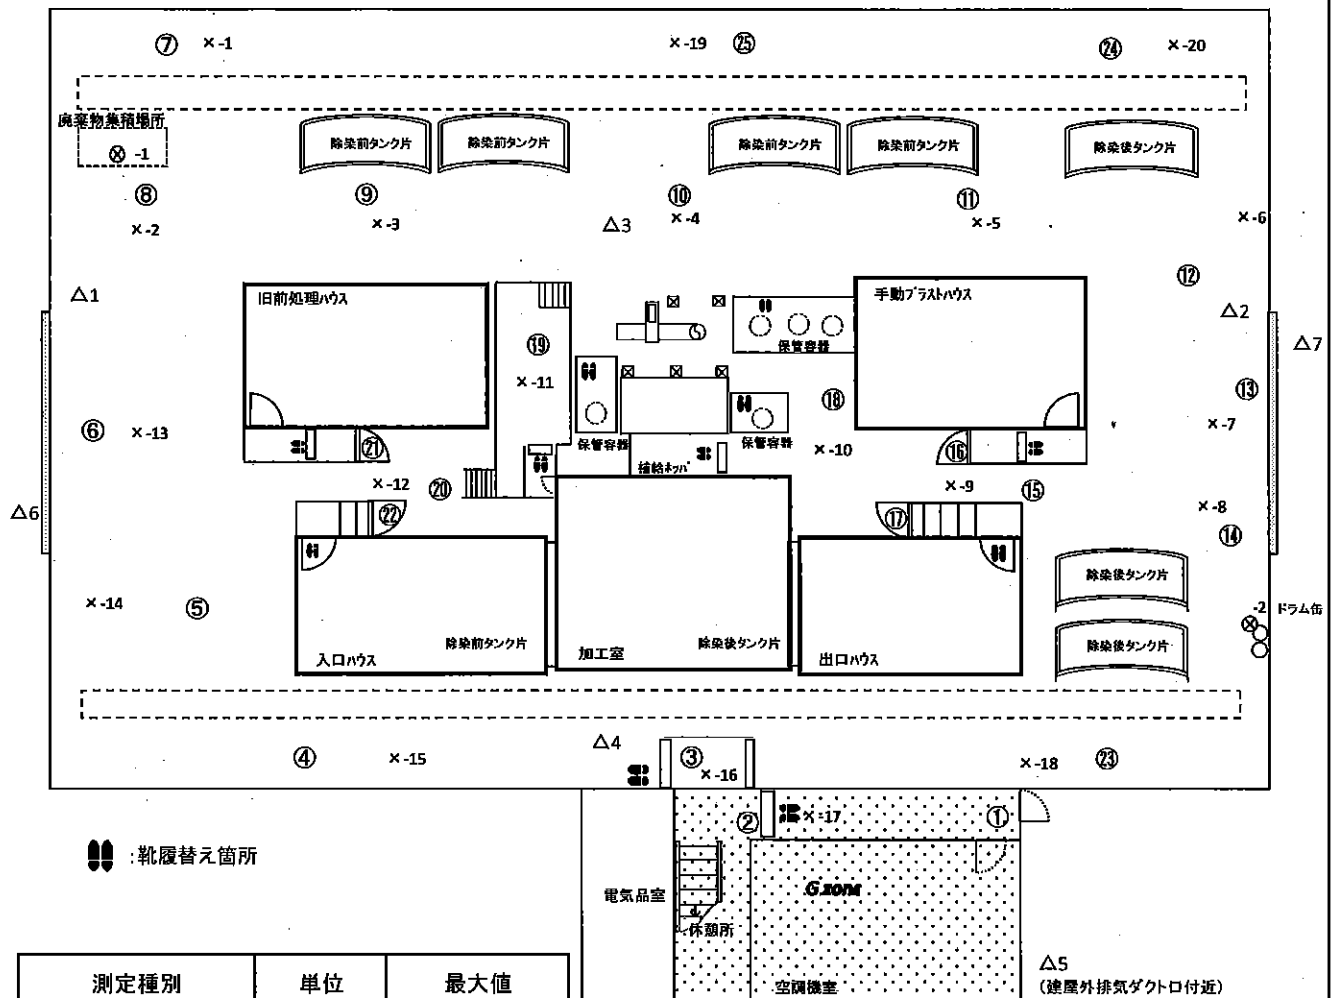 ⑦ × -1 × -19 ㉕ ㉔ × -20
廃棄物集積場所
除染前タンク片 除染前タンク片 除染前タンク片 除染前タンク片 除染後タンク片
⊗ -1
⑧ ⑨ ⑩ ⑪
× -2 × -3 △3 × -4 × -5 × -6
⑫
△1 旧前処理ハウス 手動ブラストハウス △2
△7
⑲ 保管容器
× -11 ⑬
⑱
⑥ × -13 × -7
㉑ 保管容器 保管容器 × -10 ⑯
補給ホッパ
× -12 ⑳ × -9 ⑮
△6 ㉒ ⑰ × -8
⑭
除染後タンク片
× -14 ⑤ -2 ドラム缶
⊗
除染前タンク片 除染後タンク片 除染後タンク片
入口ハウス 加工室 出口ハウス
△4
④ × -15 ③ × -16 × -18 ㉓
② × -17 ①
:靴履替え箇所
電気品室 G zone
休憩所
△5
空調機室 (建屋外排気ダクト口付近)
測定種別 単位 最大値